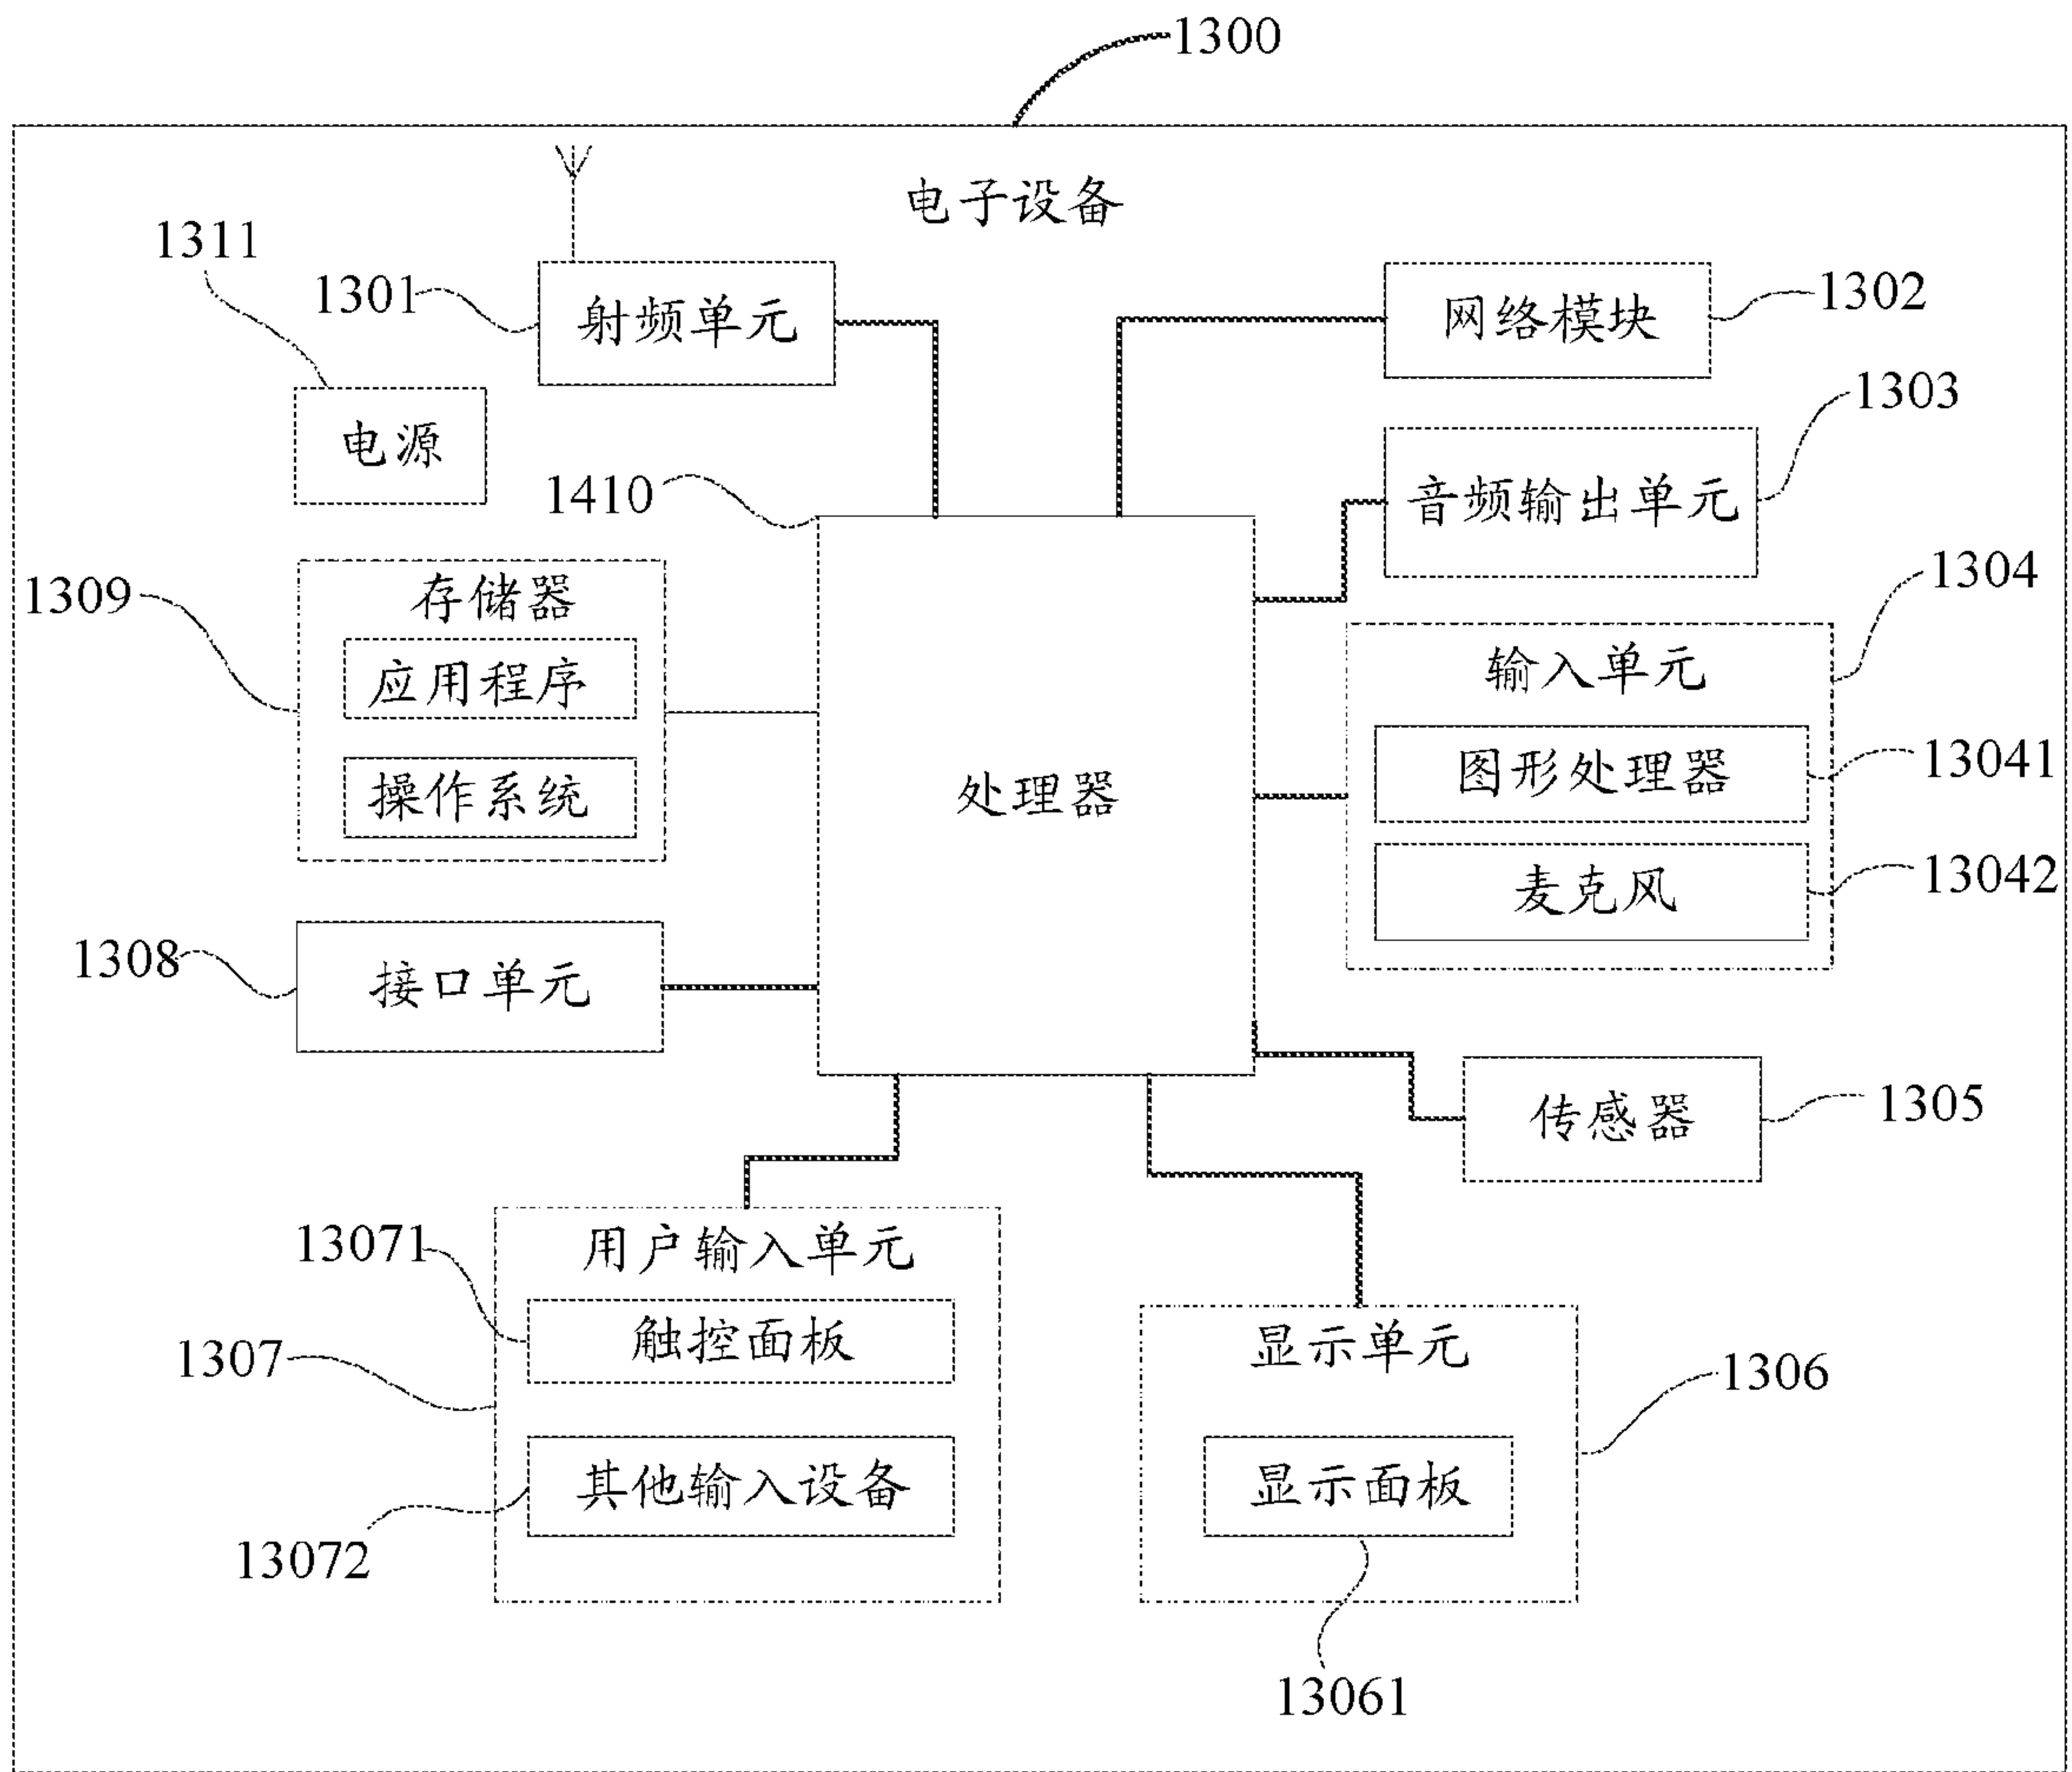 1300
电子设备
1311
1301
射频单元
网络模块
1302
电源
1303
音频输出单元
1410
1309
存储器
应用程序
操作系统
处理器
1304
输入单元
图形处理器
13041
麦克风
13042
1308
接口单元
传感器
1305
13071
用户输入单元
触控面板
1307
其他输入设备
13072
显示单元
1306
显示面板
13061